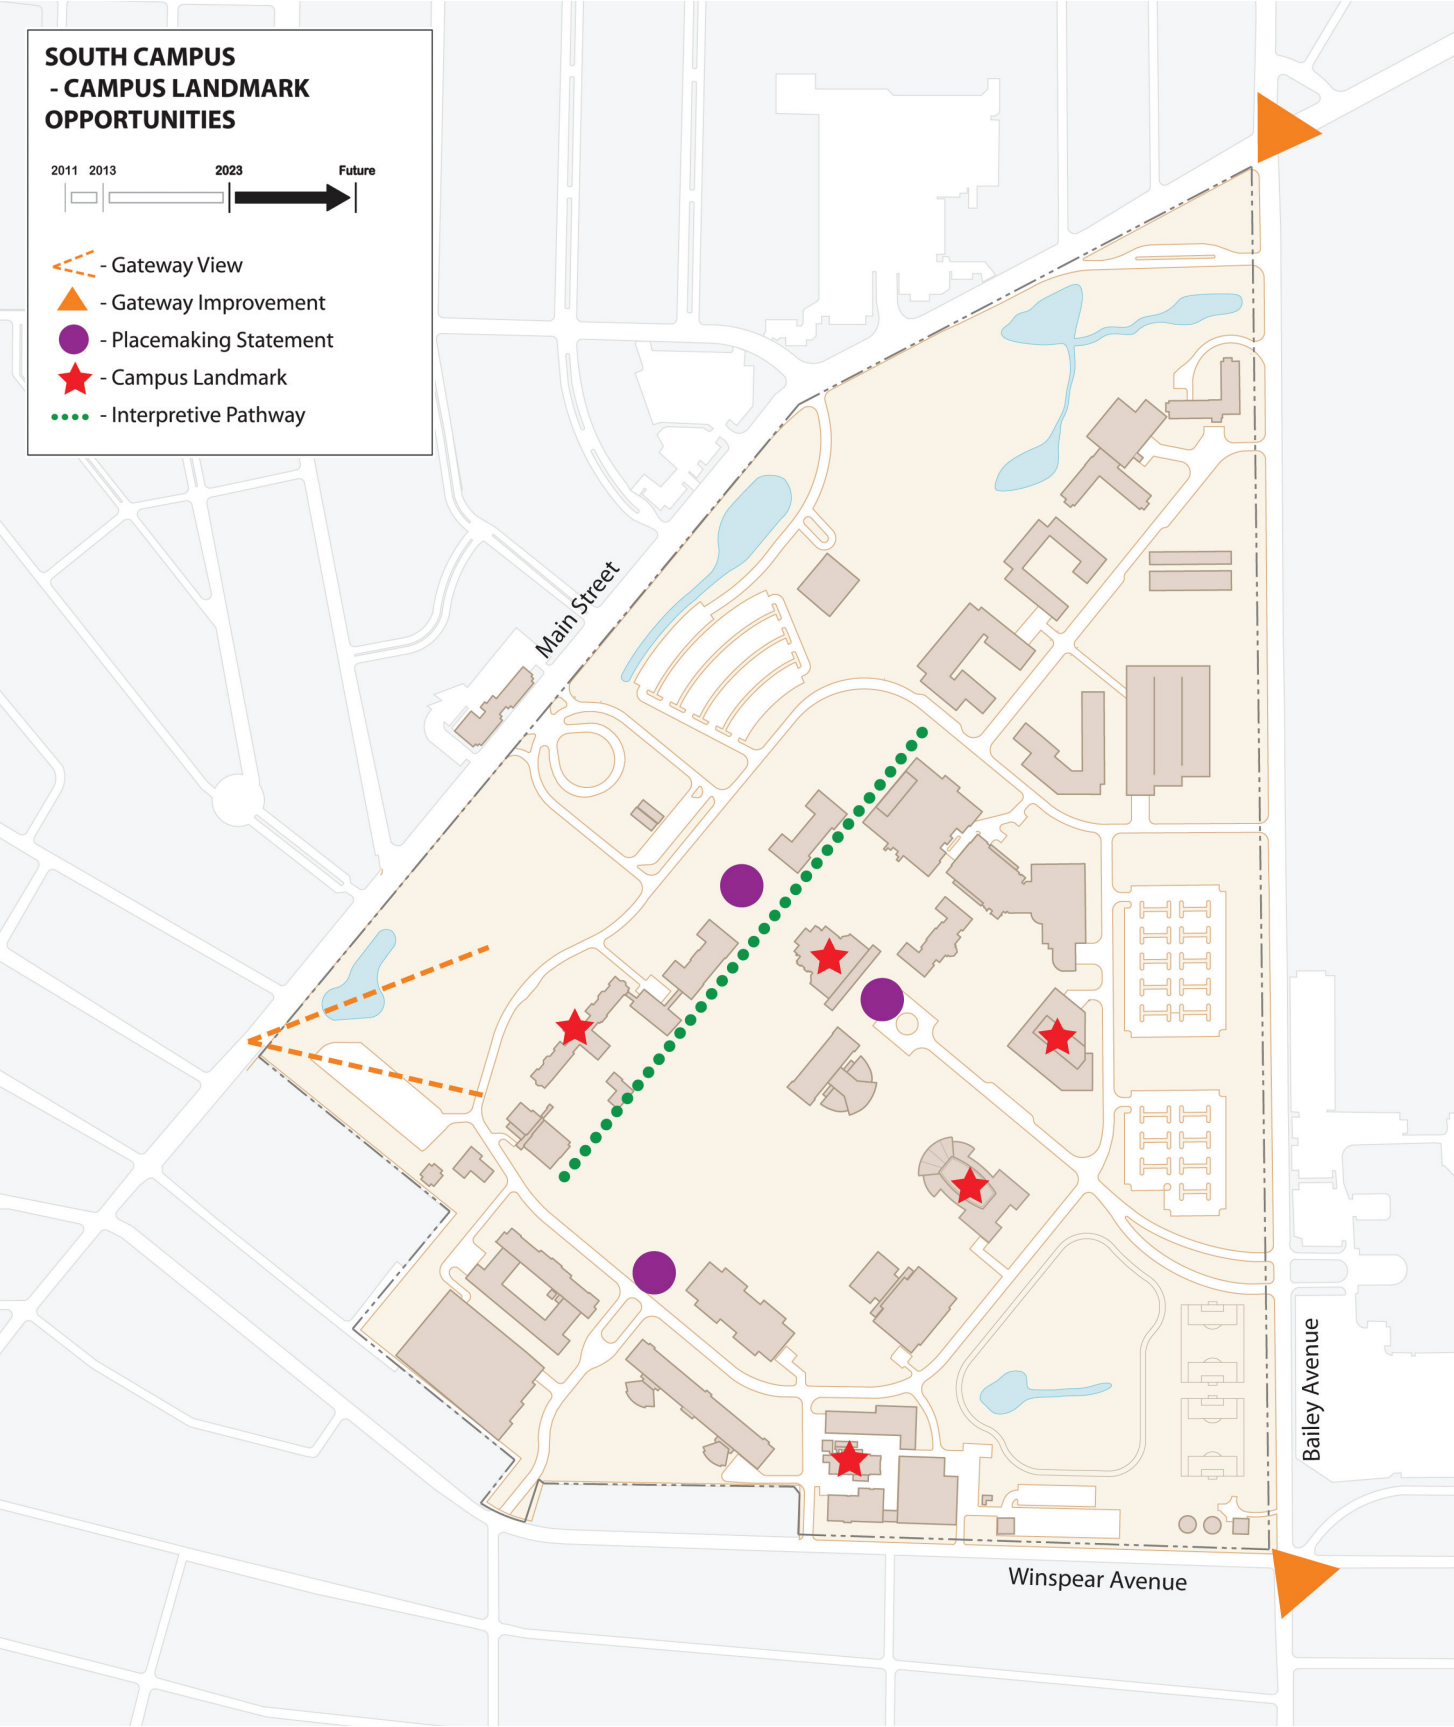 SOUTH CAMPUS
- CAMPUS LANDMARK
OPPORTUNITIES
2011 2013 2023 Future
- Gateway View
- Gateway Improvement
- Placemaking Statement
- Campus Landmark
- Interpretive Pathway
Main Street
Bailey Avenue
Winspear Avenue